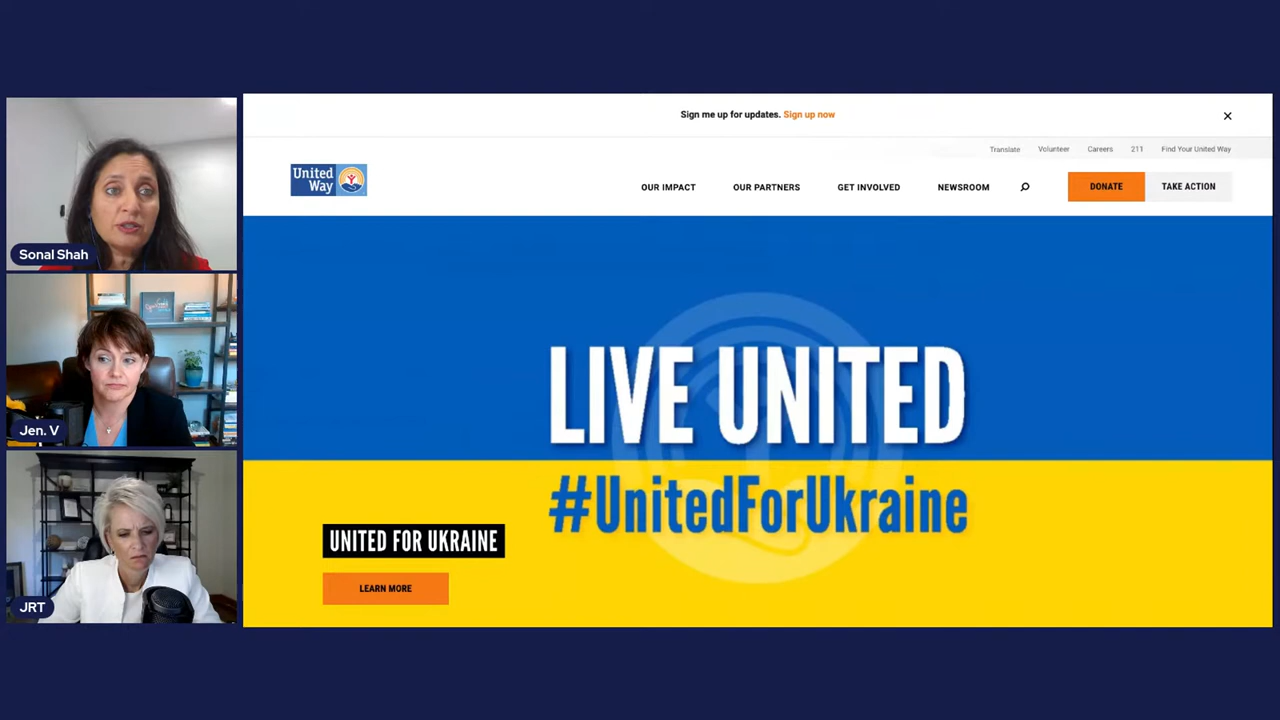 Sonal Shah
Jen. V
JRT
Sign me up for updates. Sign up now
Translate Volunteer Careers 211 Find Your United Way
United
Way
OUR IMPACT OUR PARTNERS GET INVOLVED NEWSROOM DONATE TAKE ACTION
LIVE UNITED
#UnitedForUkraine
UNITED FOR UKRAINE
LEARN MORE